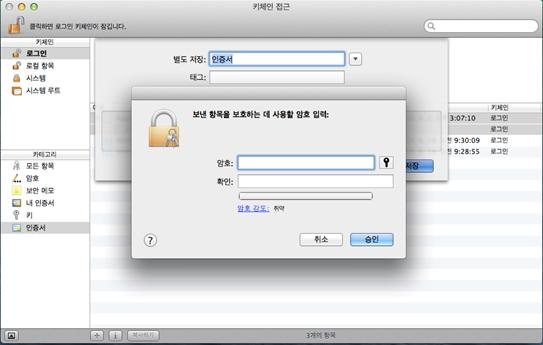 키체인 접근
클릭하면 로그인 키체인이 잠깁니다.
키체인
로그인
로컬 항목
시스템
시스템 루트
별도 저장: 인증서
태그:
키체인
3:07:10 로그인
로그인
9:30:09 로그인
9:28:55 로그인
저장
보낸 항목을 보호하는 데 사용할 암호 입력:
암호:
확인:
암호 강도: 취약
?
취소
승인
카테고리
모든 항목
암호
보안 메모
내 인증서
키
인증서
복사하기
3개의 항목